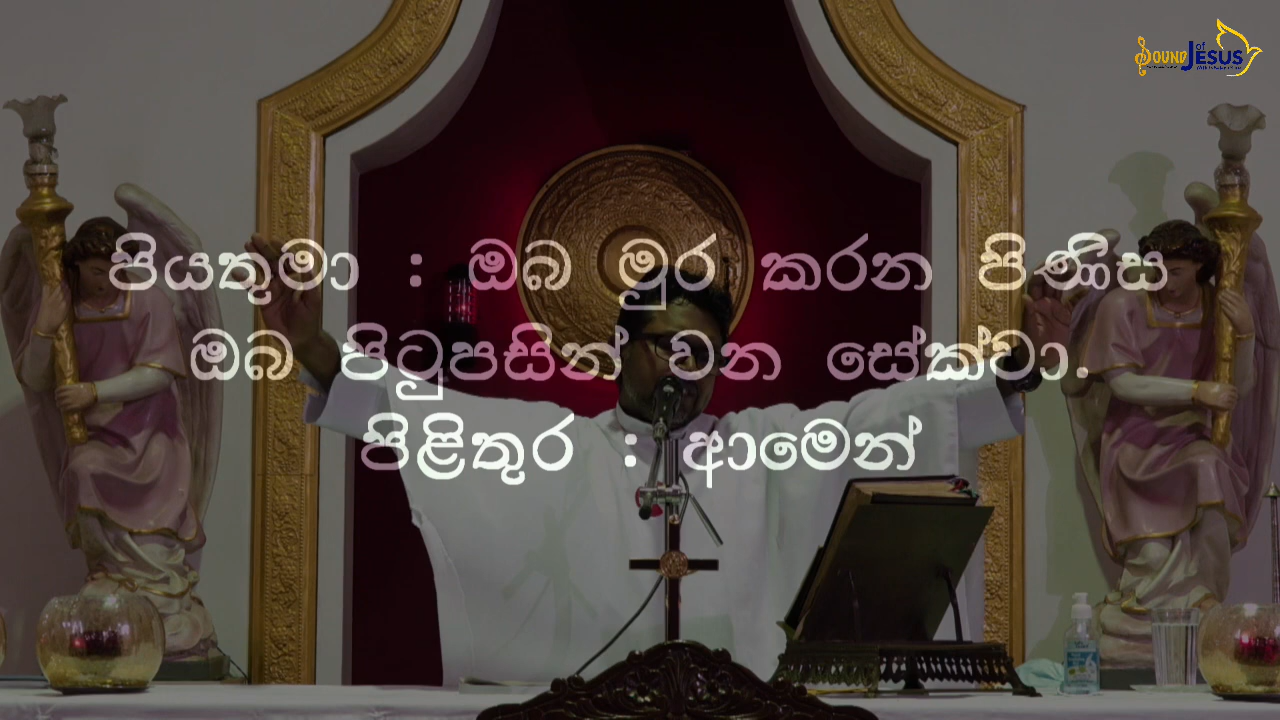 Sound of JESUS
පියතුමා : ඔබ මුර කරන පිණිස
ඔබ පිටුපසින් වන සේක්වා.
පිළිතුර : ආමෙන්